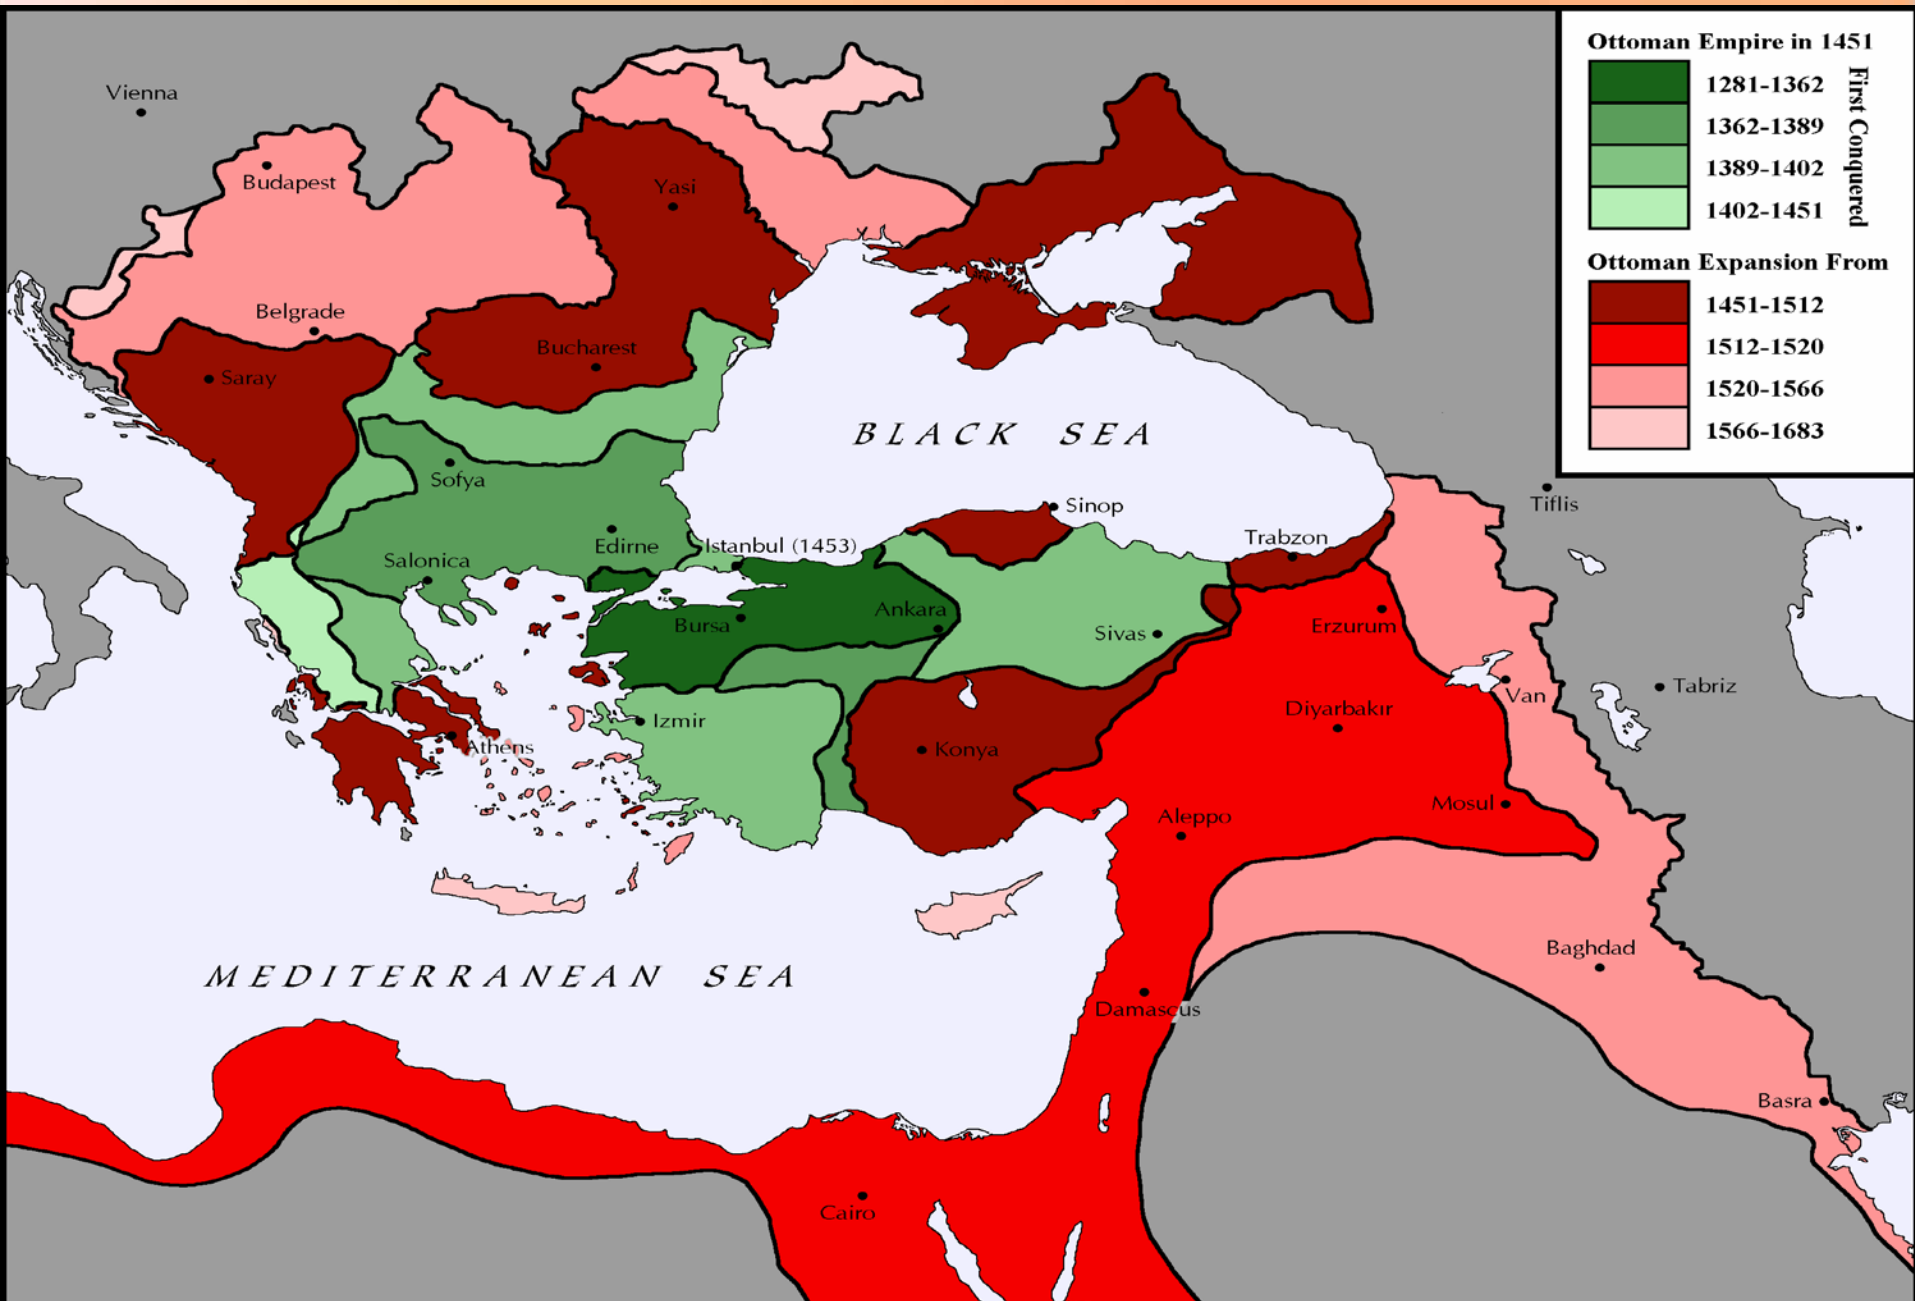 Ottoman Empire in 1451
1281-1362
1362-1389
1389-1402
1402-1451
First Conquered
Ottoman Expansion From
1451-1512
1512-1520
1520-1566
1566-1683
Vienna
Budapest
Yasi
Belgrade
Bucharest
Saray
BLACK SEA
Sofya
Sinop
Tiflis
Edirne
Istanbul (1453)
Trabzon
Salonica
Ankara
Bursa
Sivas
Erzurum
Van
Tabriz
Izmir
Diyarbakır
Athens
Konya
Mosul
Aleppo
Baghdad
MEDITERRANEAN SEA
Damascus
Basra
Cairo